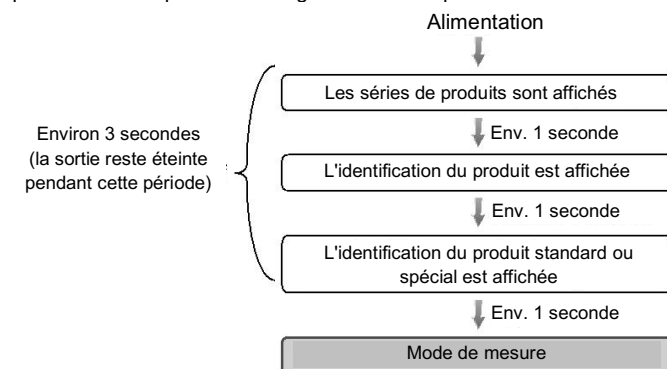 Alimentation
Les séries de produits sont affichés
Env. 1 seconde
L'identification du produit est affichée
Env. 1 seconde
L'identification du produit standard ou
spécial est affichée
Env. 1 seconde
Mode de mesure
Environ 3 secondes
(la sortie reste éteinte
pendant cette période)